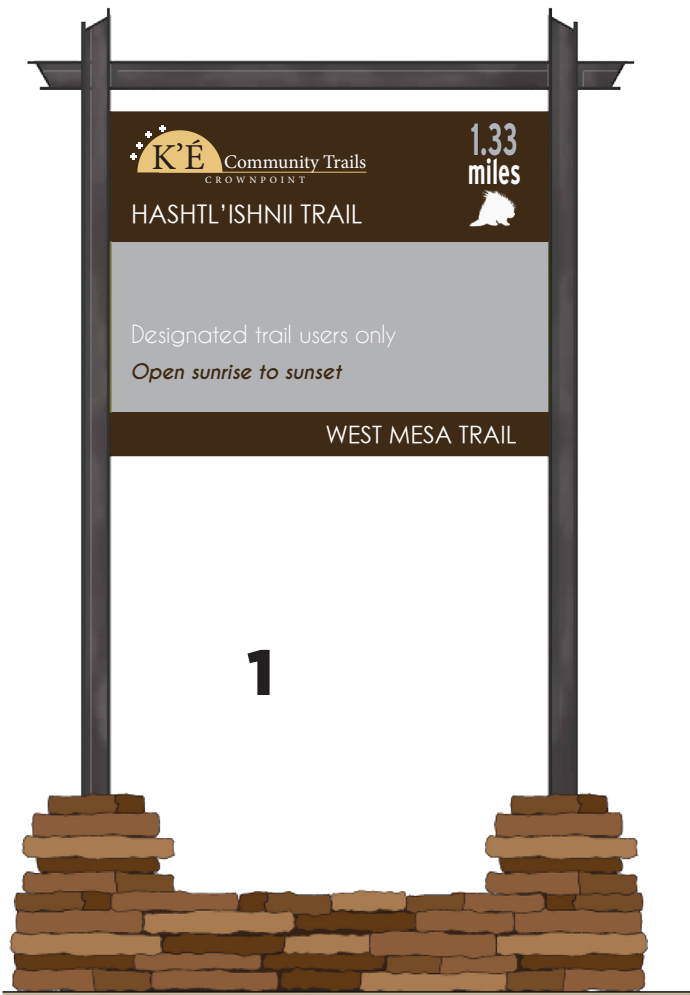 K'É Community Trails
CROWNPOINT
1.33
miles
HASHTL'ISHNII TRAIL
Designated trail users only
Open sunrise to sunset
WEST MESA TRAIL
1